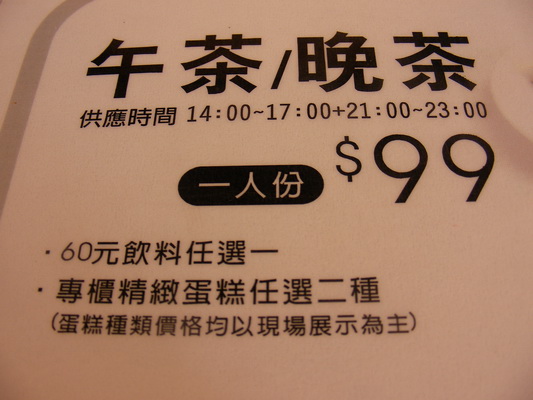 午茶/晚茶
供應時間 14:00~17:00+21:00~23:00
一人份 $99
·60元飲料任選一
·專櫃精緻蛋糕任選二種
(蛋糕種類價格均以現場展示為主)